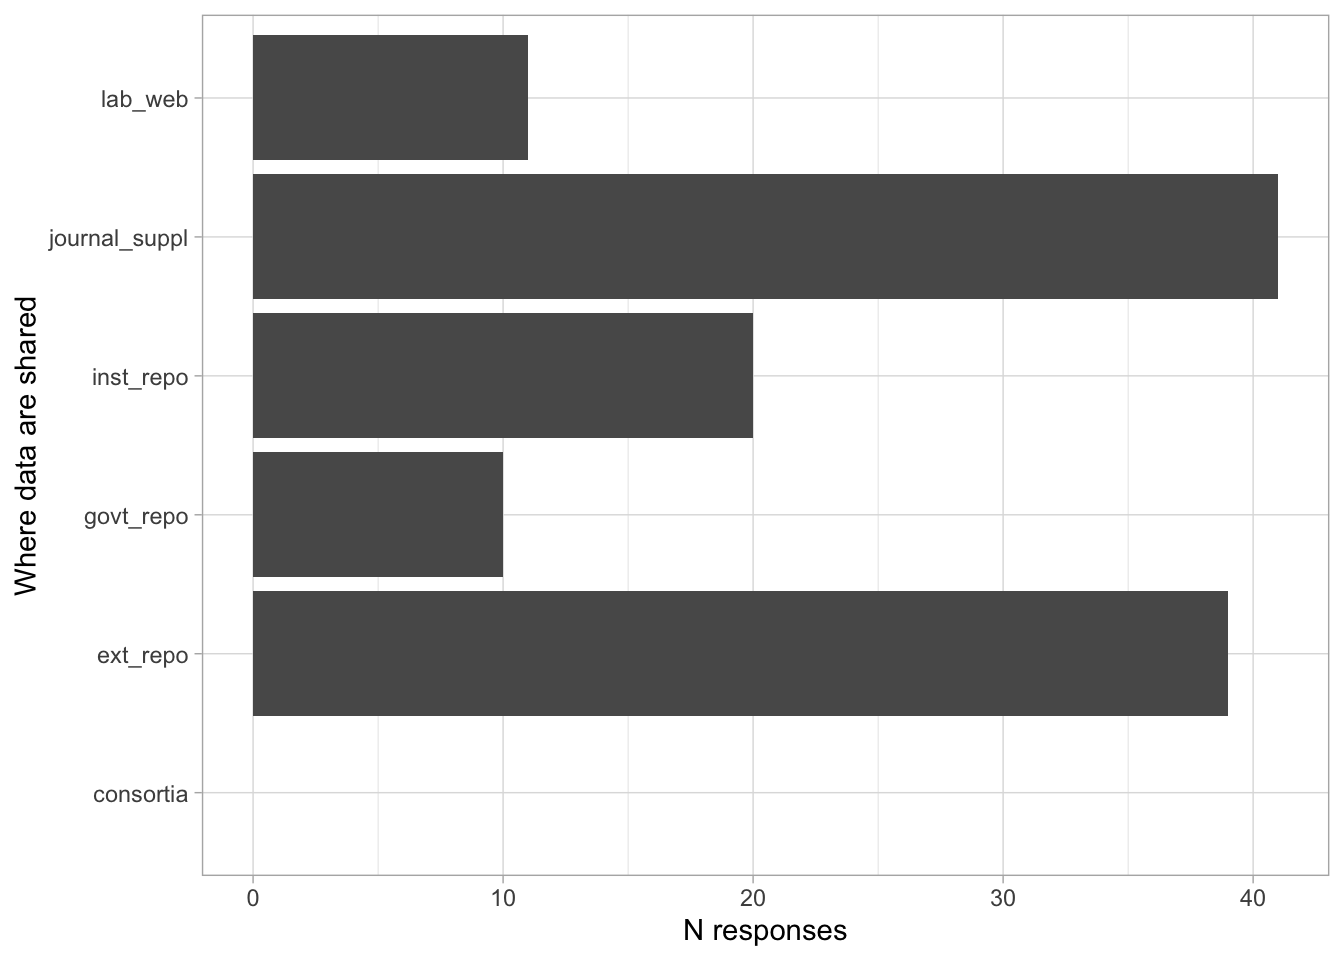 Where data are shared
lab_web
journal_suppl
inst_repo
govt_repo
ext_repo
consortia
0 10 20 30 40
N responses